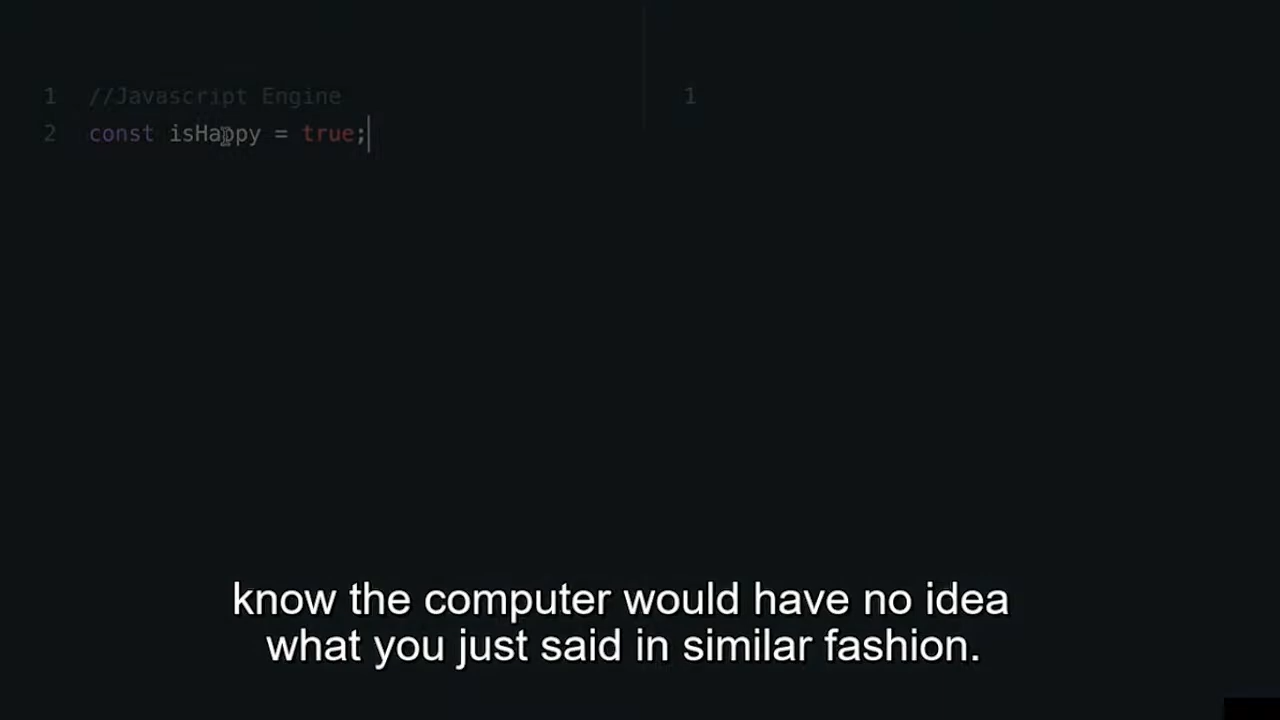 1 //Javascript Engine
2 const isHappy = true;
1
know the computer would have no idea
what you just said in similar fashion.